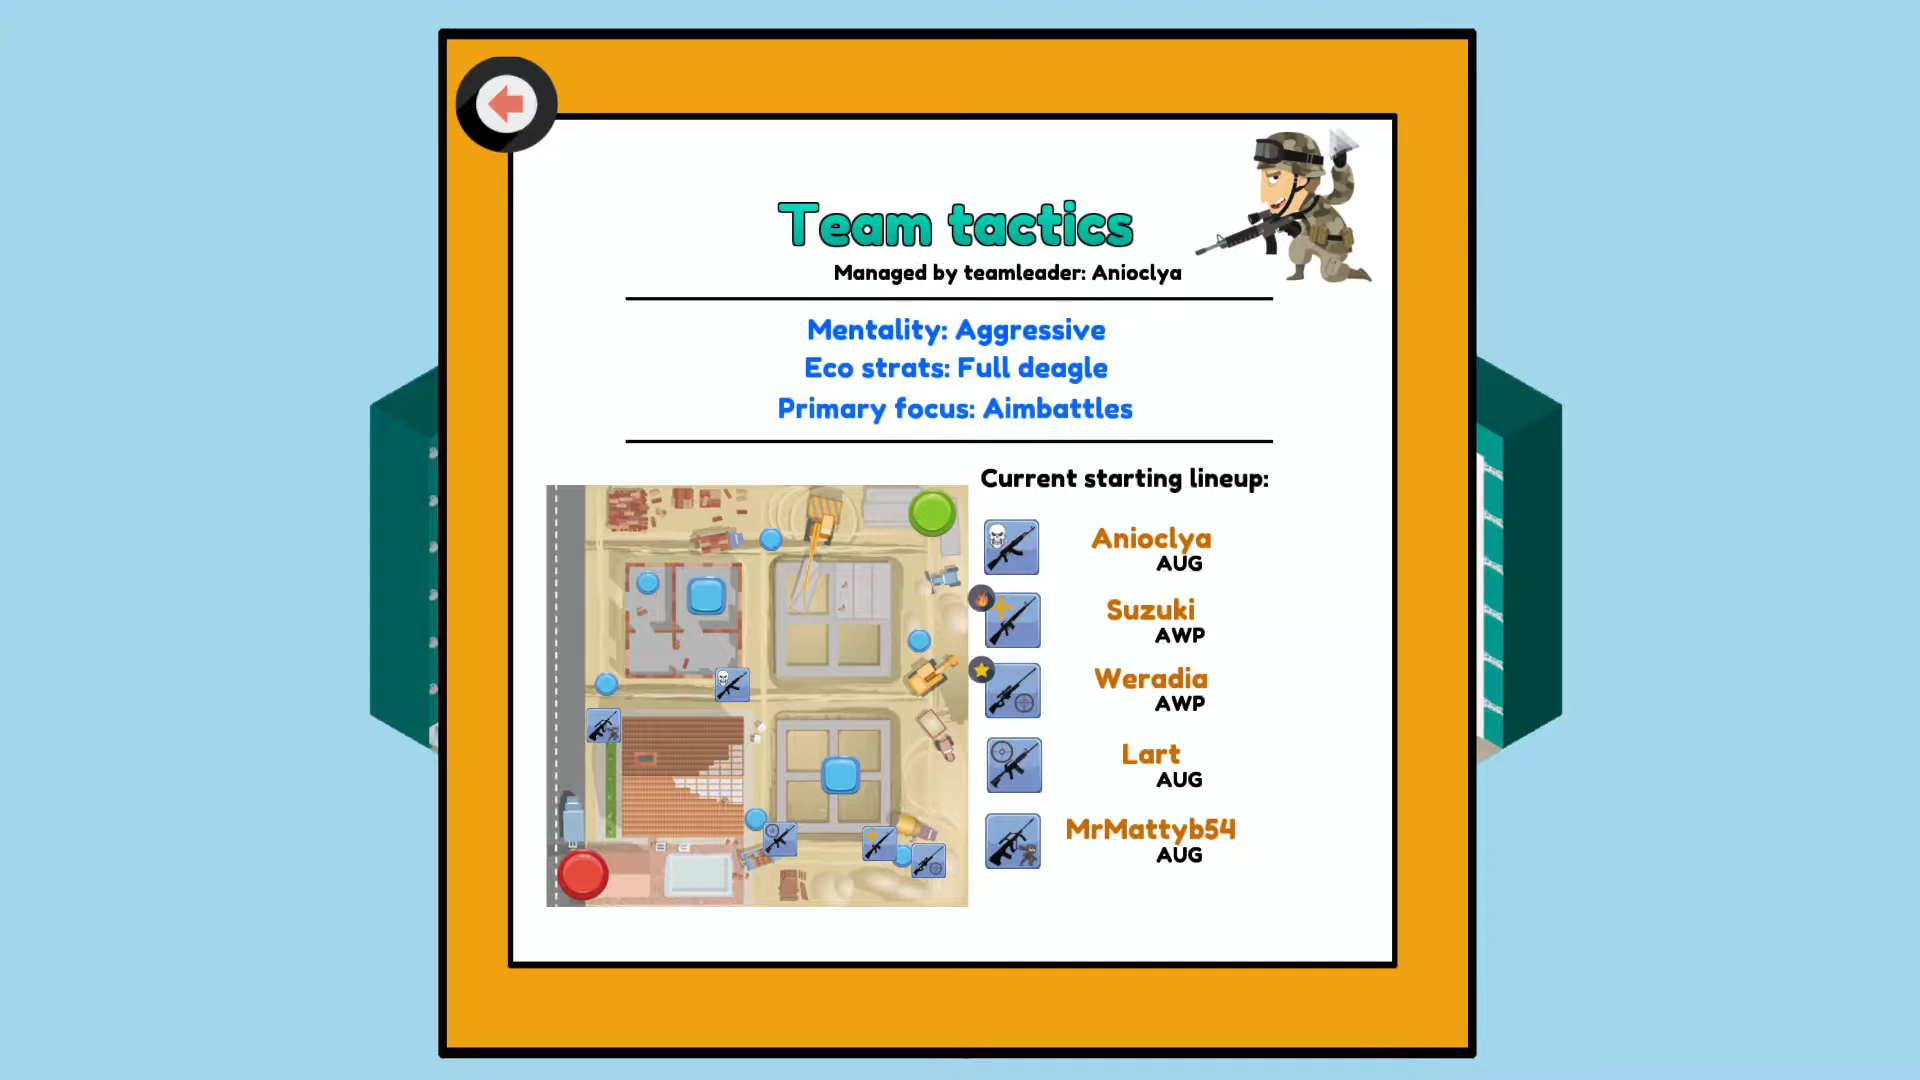 Team tactics
Managed by teamleader: Anioclya
Mentality: Aggressive
Eco strats: Full deagle
Primary focus: Aimbattles
Current starting lineup:
Anioclya
AUG
Suzuki
AWP
Weradia
AWP
Lart
AUG
MrMattyb54
AUG